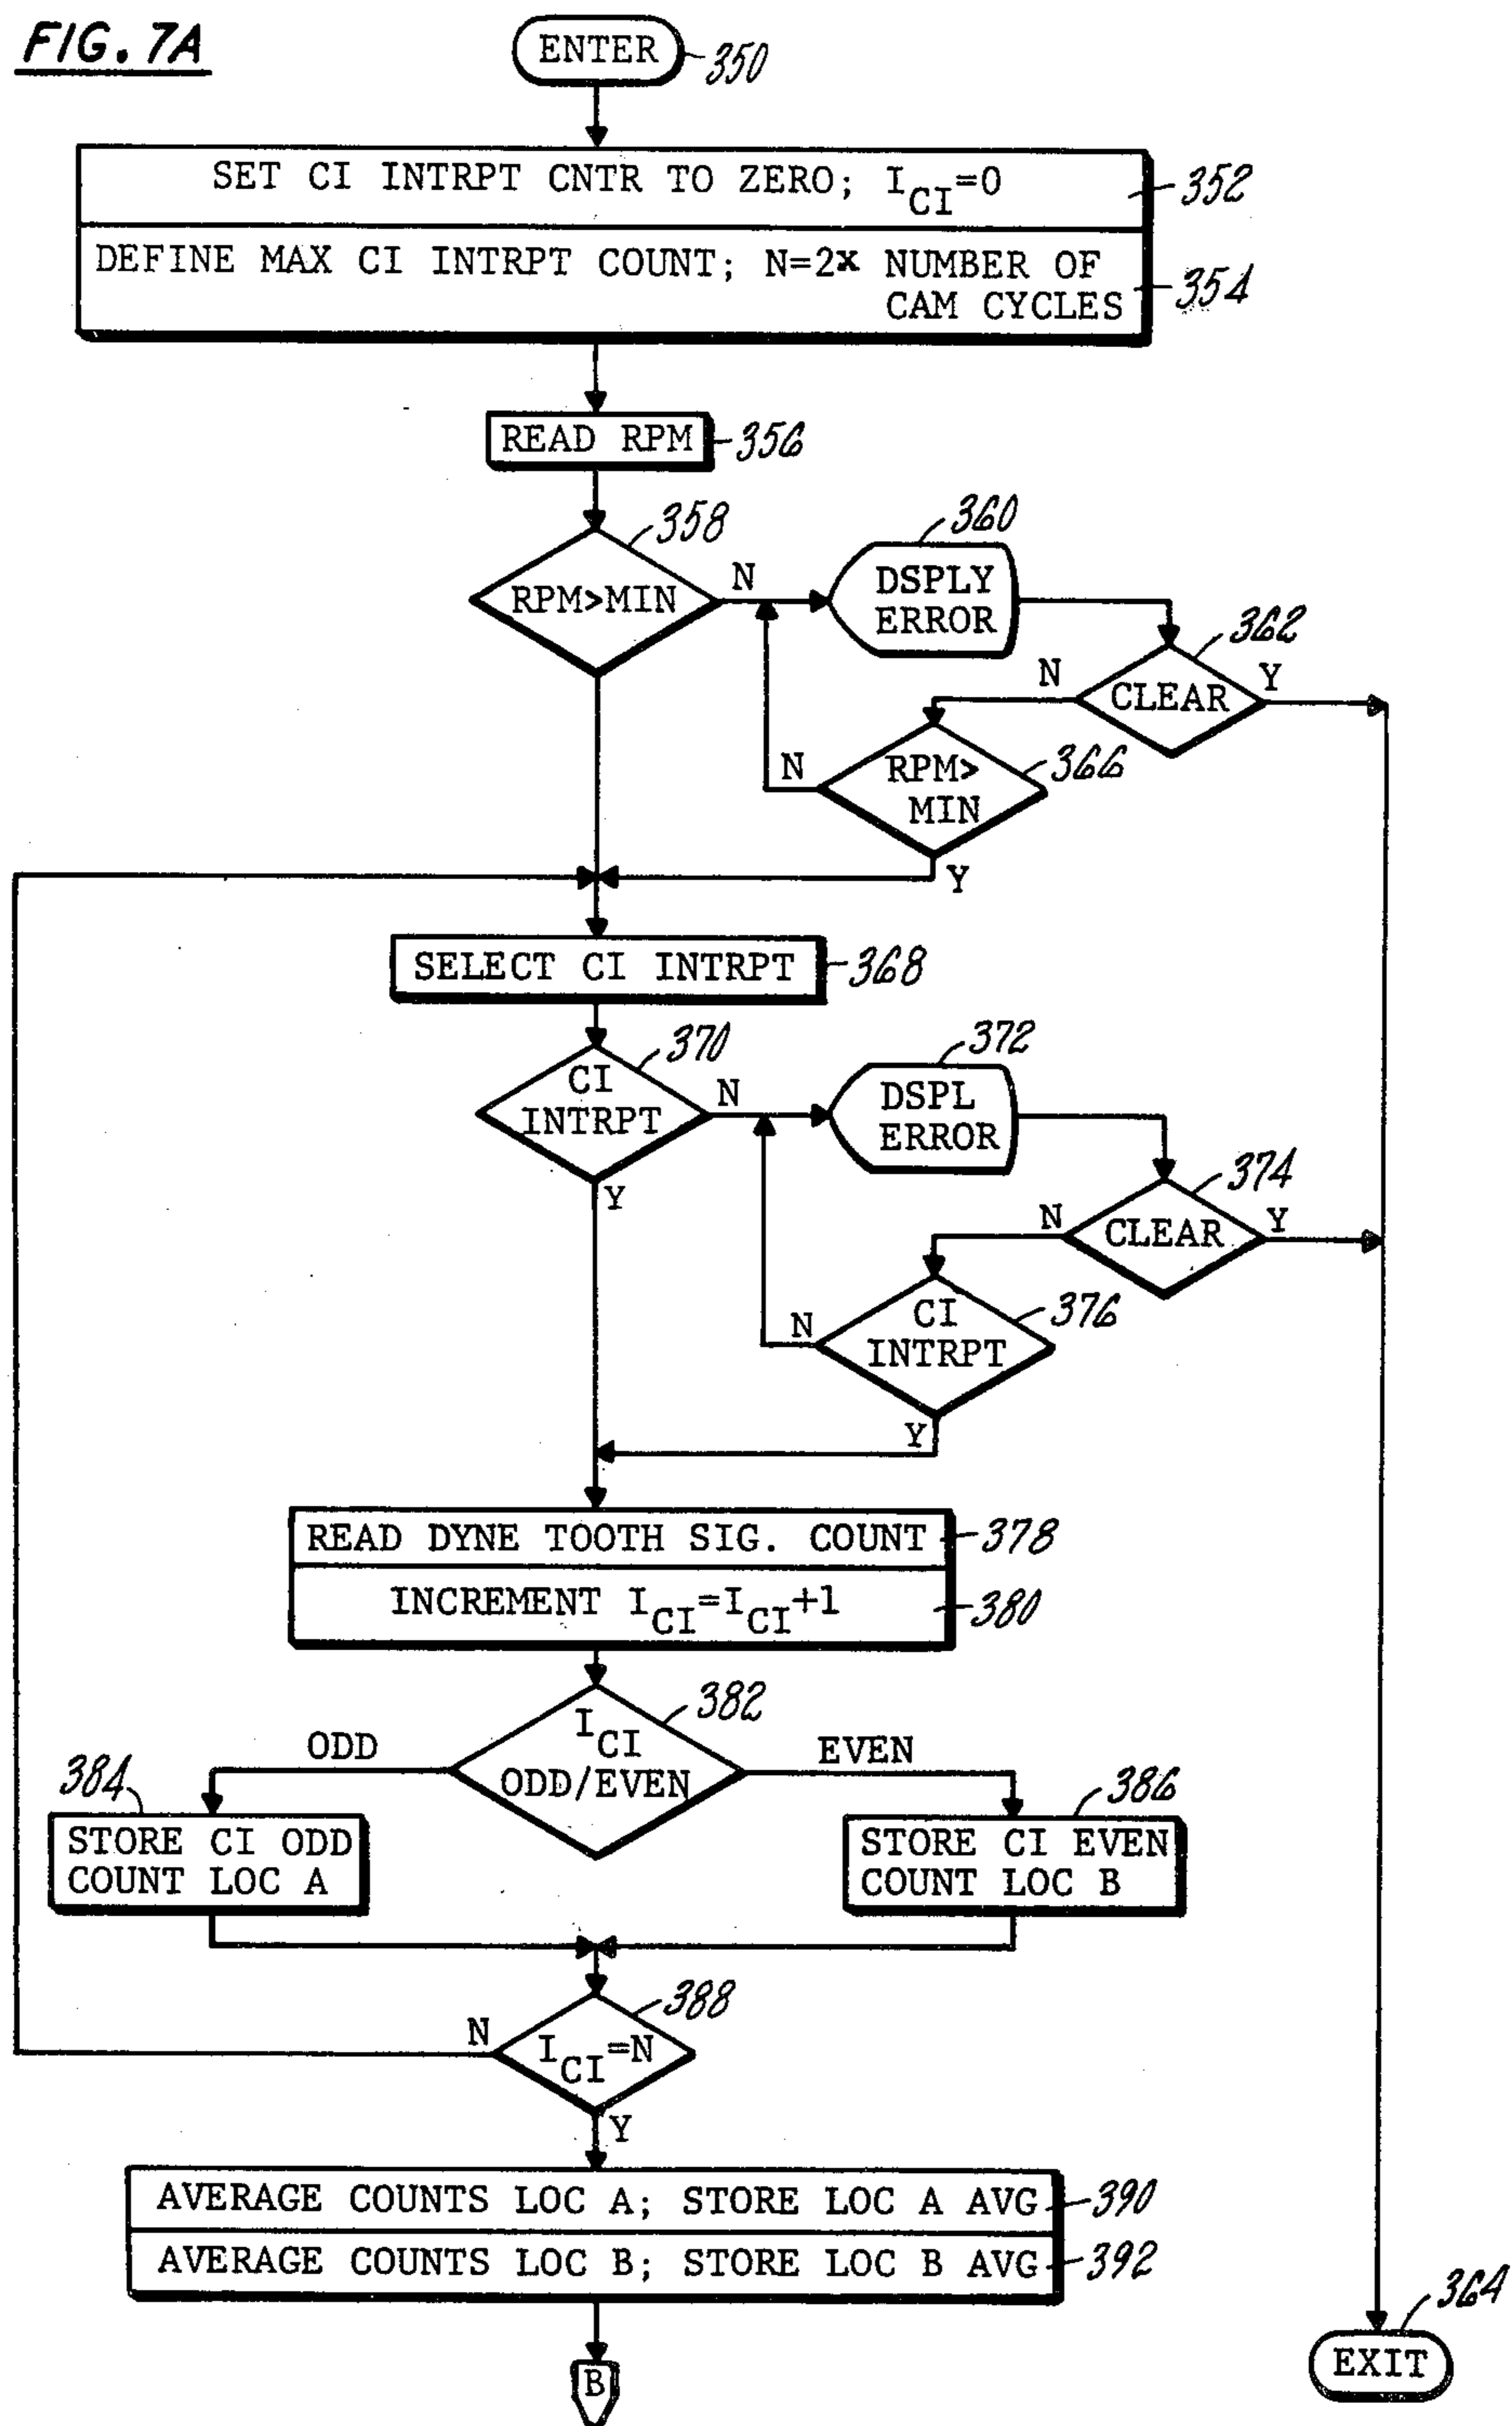 FIG. 7A
ENTER
350
SET CI INTRPT CNTR TO ZERO; I_CI=0
352
DEFINE MAX CI INTRPT COUNT; N=2x NUMBER OF
CAM CYCLES
354
READ RPM
356
358
RPM>MIN
N
360
DSPLY
ERROR
362
N
CLEAR
Y
366
N
RPM>
MIN
Y
SELECT CI INTRPT
368
370
CI
INTRPT
N
Y
372
DSPL
ERROR
374
N
CLEAR
Y
376
N
CI
INTRPT
Y
READ DYNE TOOTH SIG. COUNT
378
INCREMENT I_CI=I_CI+1
380
382
I_CI
ODD/EVEN
ODD
EVEN
384
STORE CI ODD
COUNT LOC A
386
STORE CI EVEN
COUNT LOC B
388
N
I_CI=N
Y
AVERAGE COUNTS LOC A; STORE LOC A AVG
390
AVERAGE COUNTS LOC B; STORE LOC B AVG
392
B
364
EXIT